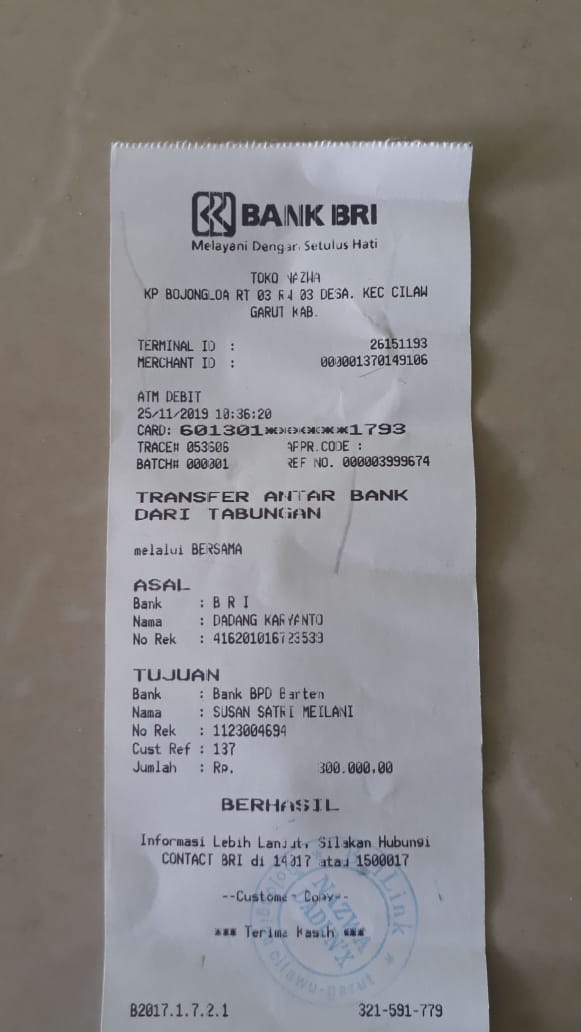 BANK BRI
Melayani Dengan Setulus Hati
TOKO NAZWA
KP BOJONGLOA RT 03 RW 03 DESA. KEC CILAW
GARUT KAB.
TERMINAL ID : 26151193
MERCHANT ID : 000001370149106
ATM DEBIT
25/11/2019 10:36:20
CARD: 601301******1793
TRACE# 053606 APPR.CODE :
BATCH# 000001 REF NO. 000003999674
TRANSFER ANTAR BANK
DARI TABUNGAN
melalui BERSAMA
ASAL
Bank : B R I
Nama : DADANG KARYANTO
No Rek : 416201016723539
TUJUAN
Bank : Bank BPD Banten
Nama : SUSAN SATRI MEILANI
No Rek : 1123004694
Cust Ref : 137
Jumlah : Rp. 300.000,00
BERHASIL
Informasi Lebih Lanjut, Silakan Hubungi
CONTACT BRI di 14017 atau 1500017
--Customer Copy--
*** Terima Kasih ***
NAZWA
cilawu-garut
B2017.1.7.2.1 321-591-779